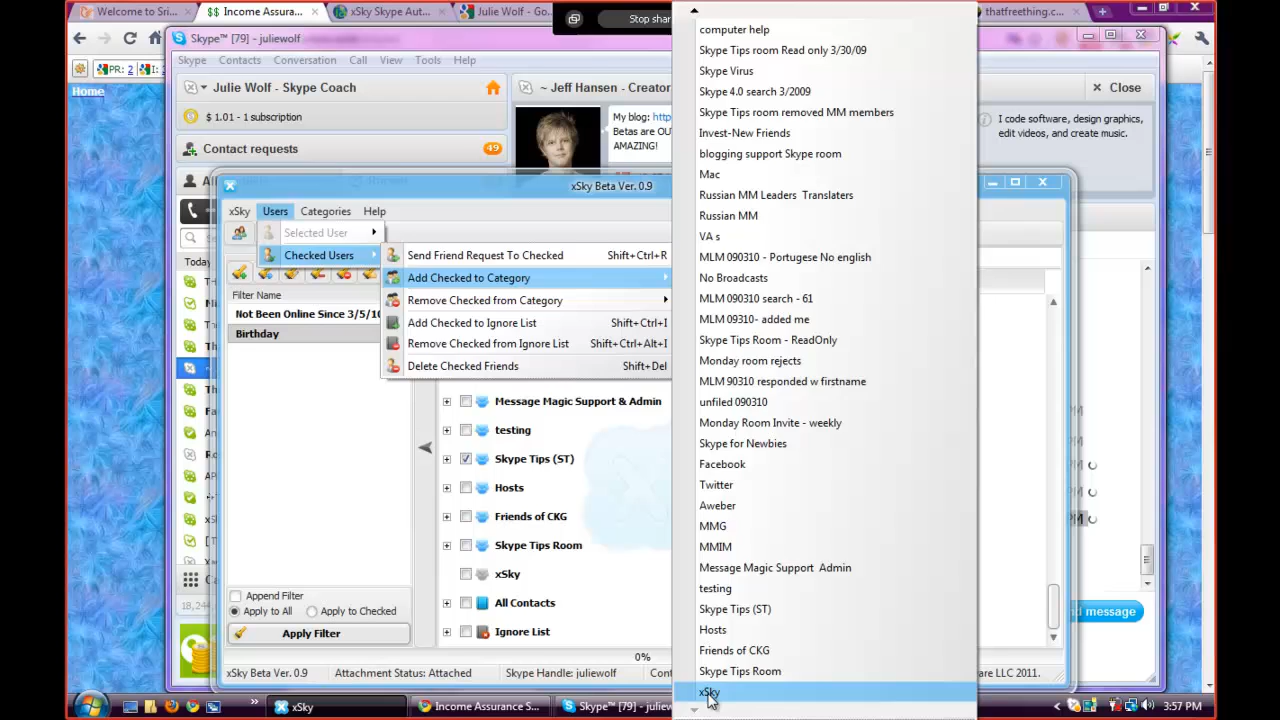 Welcome to Sri...
$$ Income Assuran...
xSky Skype Aut...
Julie Wolf - Go...
Stop shar
thatfreething.c...
Skype™ [79] - juliewolf
PR: 2
I:
Home
Skype Contacts Conversation Call View Tools Help
Julie Wolf - Skype Coach
$ 1.01 - 1 subscription
Contact requests
49
~ Jeff Hansen - Creator
My blog: http
Betas are OU
AMAZING!
Close
I code software, design graphics,
edit videos, and create music.
xSky Beta Ver. 0.9
xSky Users Categories Help
Selected User
Checked Users
Send Friend Request To Checked Shift+Ctrl+R
Add Checked to Category
Remove Checked from Category
Add Checked to Ignore List Shift+Ctrl+I
Remove Checked from Ignore List Shift+Ctrl+Alt+I
Delete Checked Friends Shift+Del
Today
Filter Name
Not Been Online Since 3/5/10
Birthday
Append Filter
Apply to All Apply to Checked
Apply Filter
Message Magic Support & Admin
testing
Skype Tips (ST)
Hosts
Friends of CKG
Skype Tips Room
xSky
All Contacts
Ignore List
0%
xSky Beta Ver. 0.9 Attachment Status: Attached Skype Handle: juliewolf Cont
ware LLC 2011.
18,244
nd message
computer help
Skype Tips room Read only 3/30/09
Skype Virus
Skype 4.0 search 3/2009
Skype Tips room removed MM members
Invest-New Friends
blogging support Skype room
Mac
Russian MM Leaders Translaters
Russian MM
VA s
MLM 090310 - Portugese No english
No Broadcasts
MLM 090310 search - 61
MLM 09310- added me
Skype Tips Room - ReadOnly
Monday room rejects
MLM 90310 responded w firstname
unfiled 090310
Monday Room Invite - weekly
Skype for Newbies
Facebook
Twitter
Aweber
MMG
MMIM
Message Magic Support Admin
testing
Skype Tips (ST)
Hosts
Friends of CKG
Skype Tips Room
xSky
xSky
Income Assurance S...
Skype™ [79] - juliew
3:57 PM